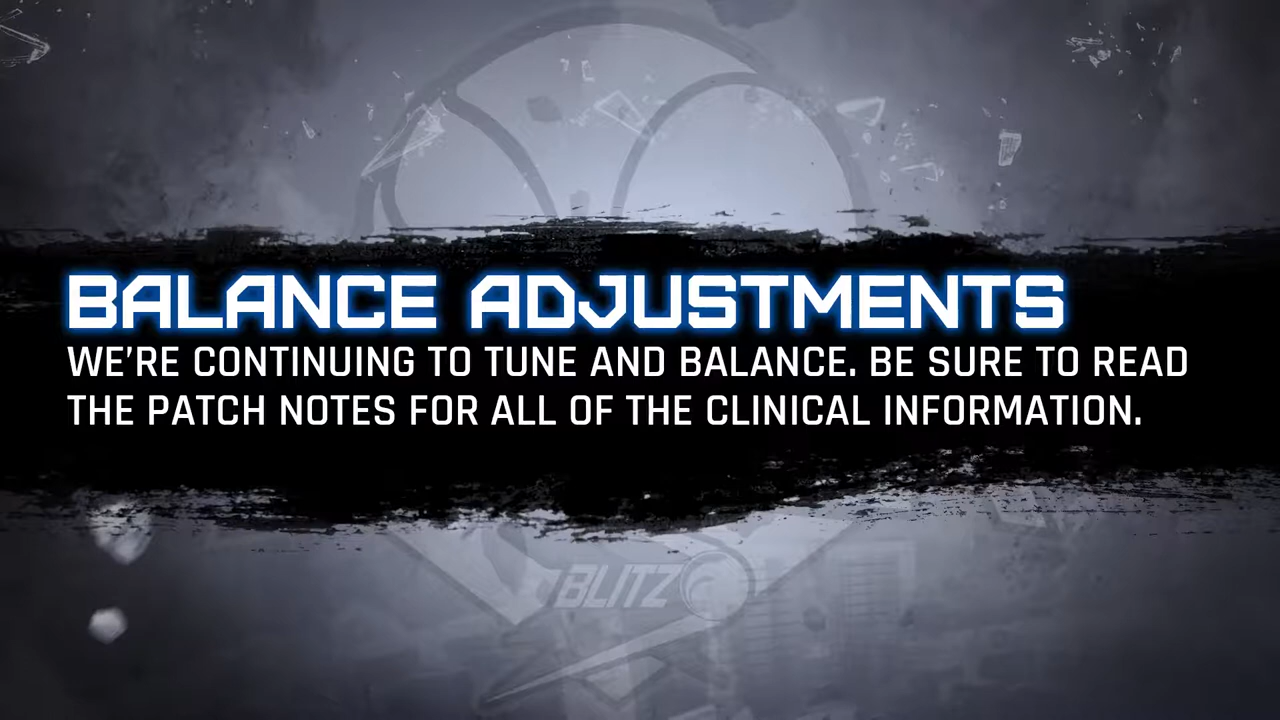 BALANCE ADJUSTMENTS
WE'RE CONTINUING TO TUNE AND BALANCE. BE SURE TO READ
THE PATCH NOTES FOR ALL OF THE CLINICAL INFORMATION.
BLITZ